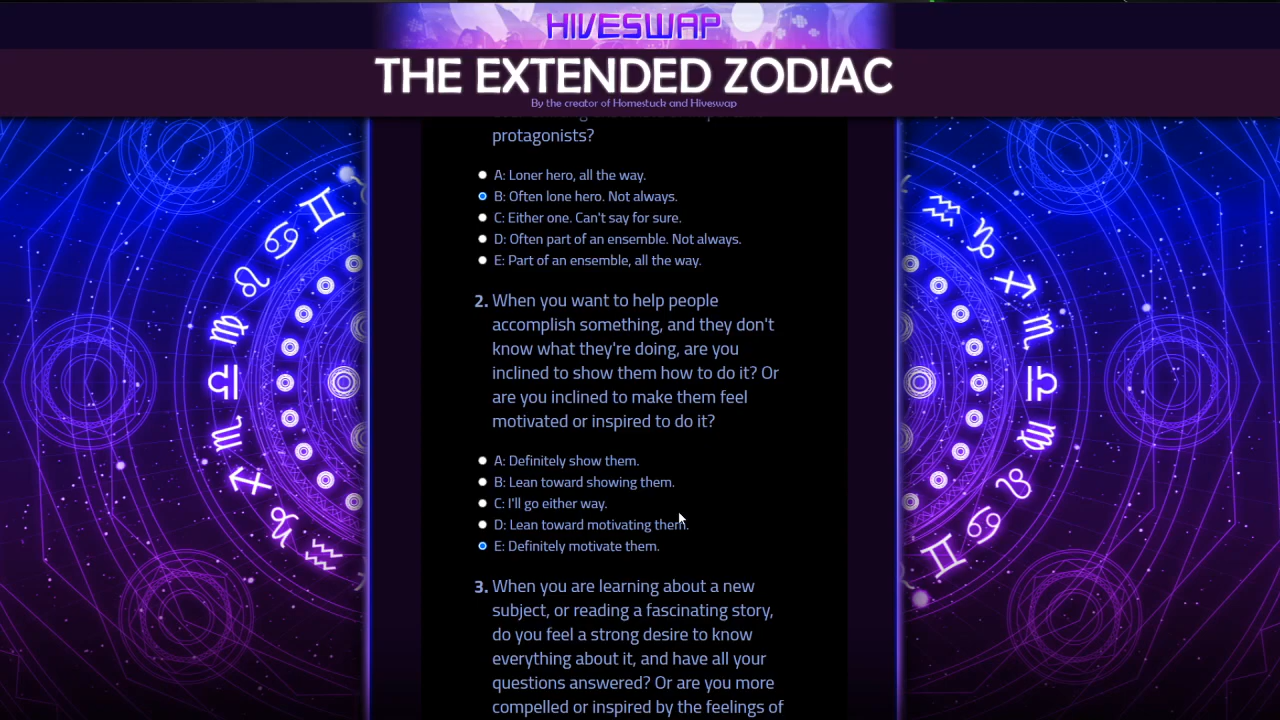 HIVESWAP
THE EXTENDED ZODIAC
By the creator of Homestuck and Hiveswap
protagonists?
A: Loner hero, all the way.
B: Often lone hero. Not always.
C: Either one. Can't say for sure.
D: Often part of an ensemble. Not always.
E: Part of an ensemble, all the way.
2. When you want to help people
accomplish something, and they don't
know what they're doing, are you
inclined to show them how to do it? Or
are you inclined to make them feel
motivated or inspired to do it?
A: Definitely show them.
B: Lean toward showing them.
C: I'll go either way.
D: Lean toward motivating them.
E: Definitely motivate them.
3. When you are learning about a new
subject, or reading a fascinating story,
do you feel a strong desire to know
everything about it, and have all your
questions answered? Or are you more
compelled or inspired by the feelings of